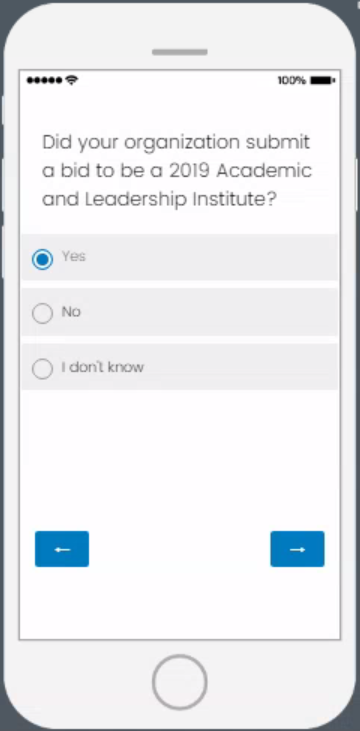 100%
Did your organization submit
a bid to be a 2019 Academic
and Leadership Institute?
Yes
No
I don't know
←
→